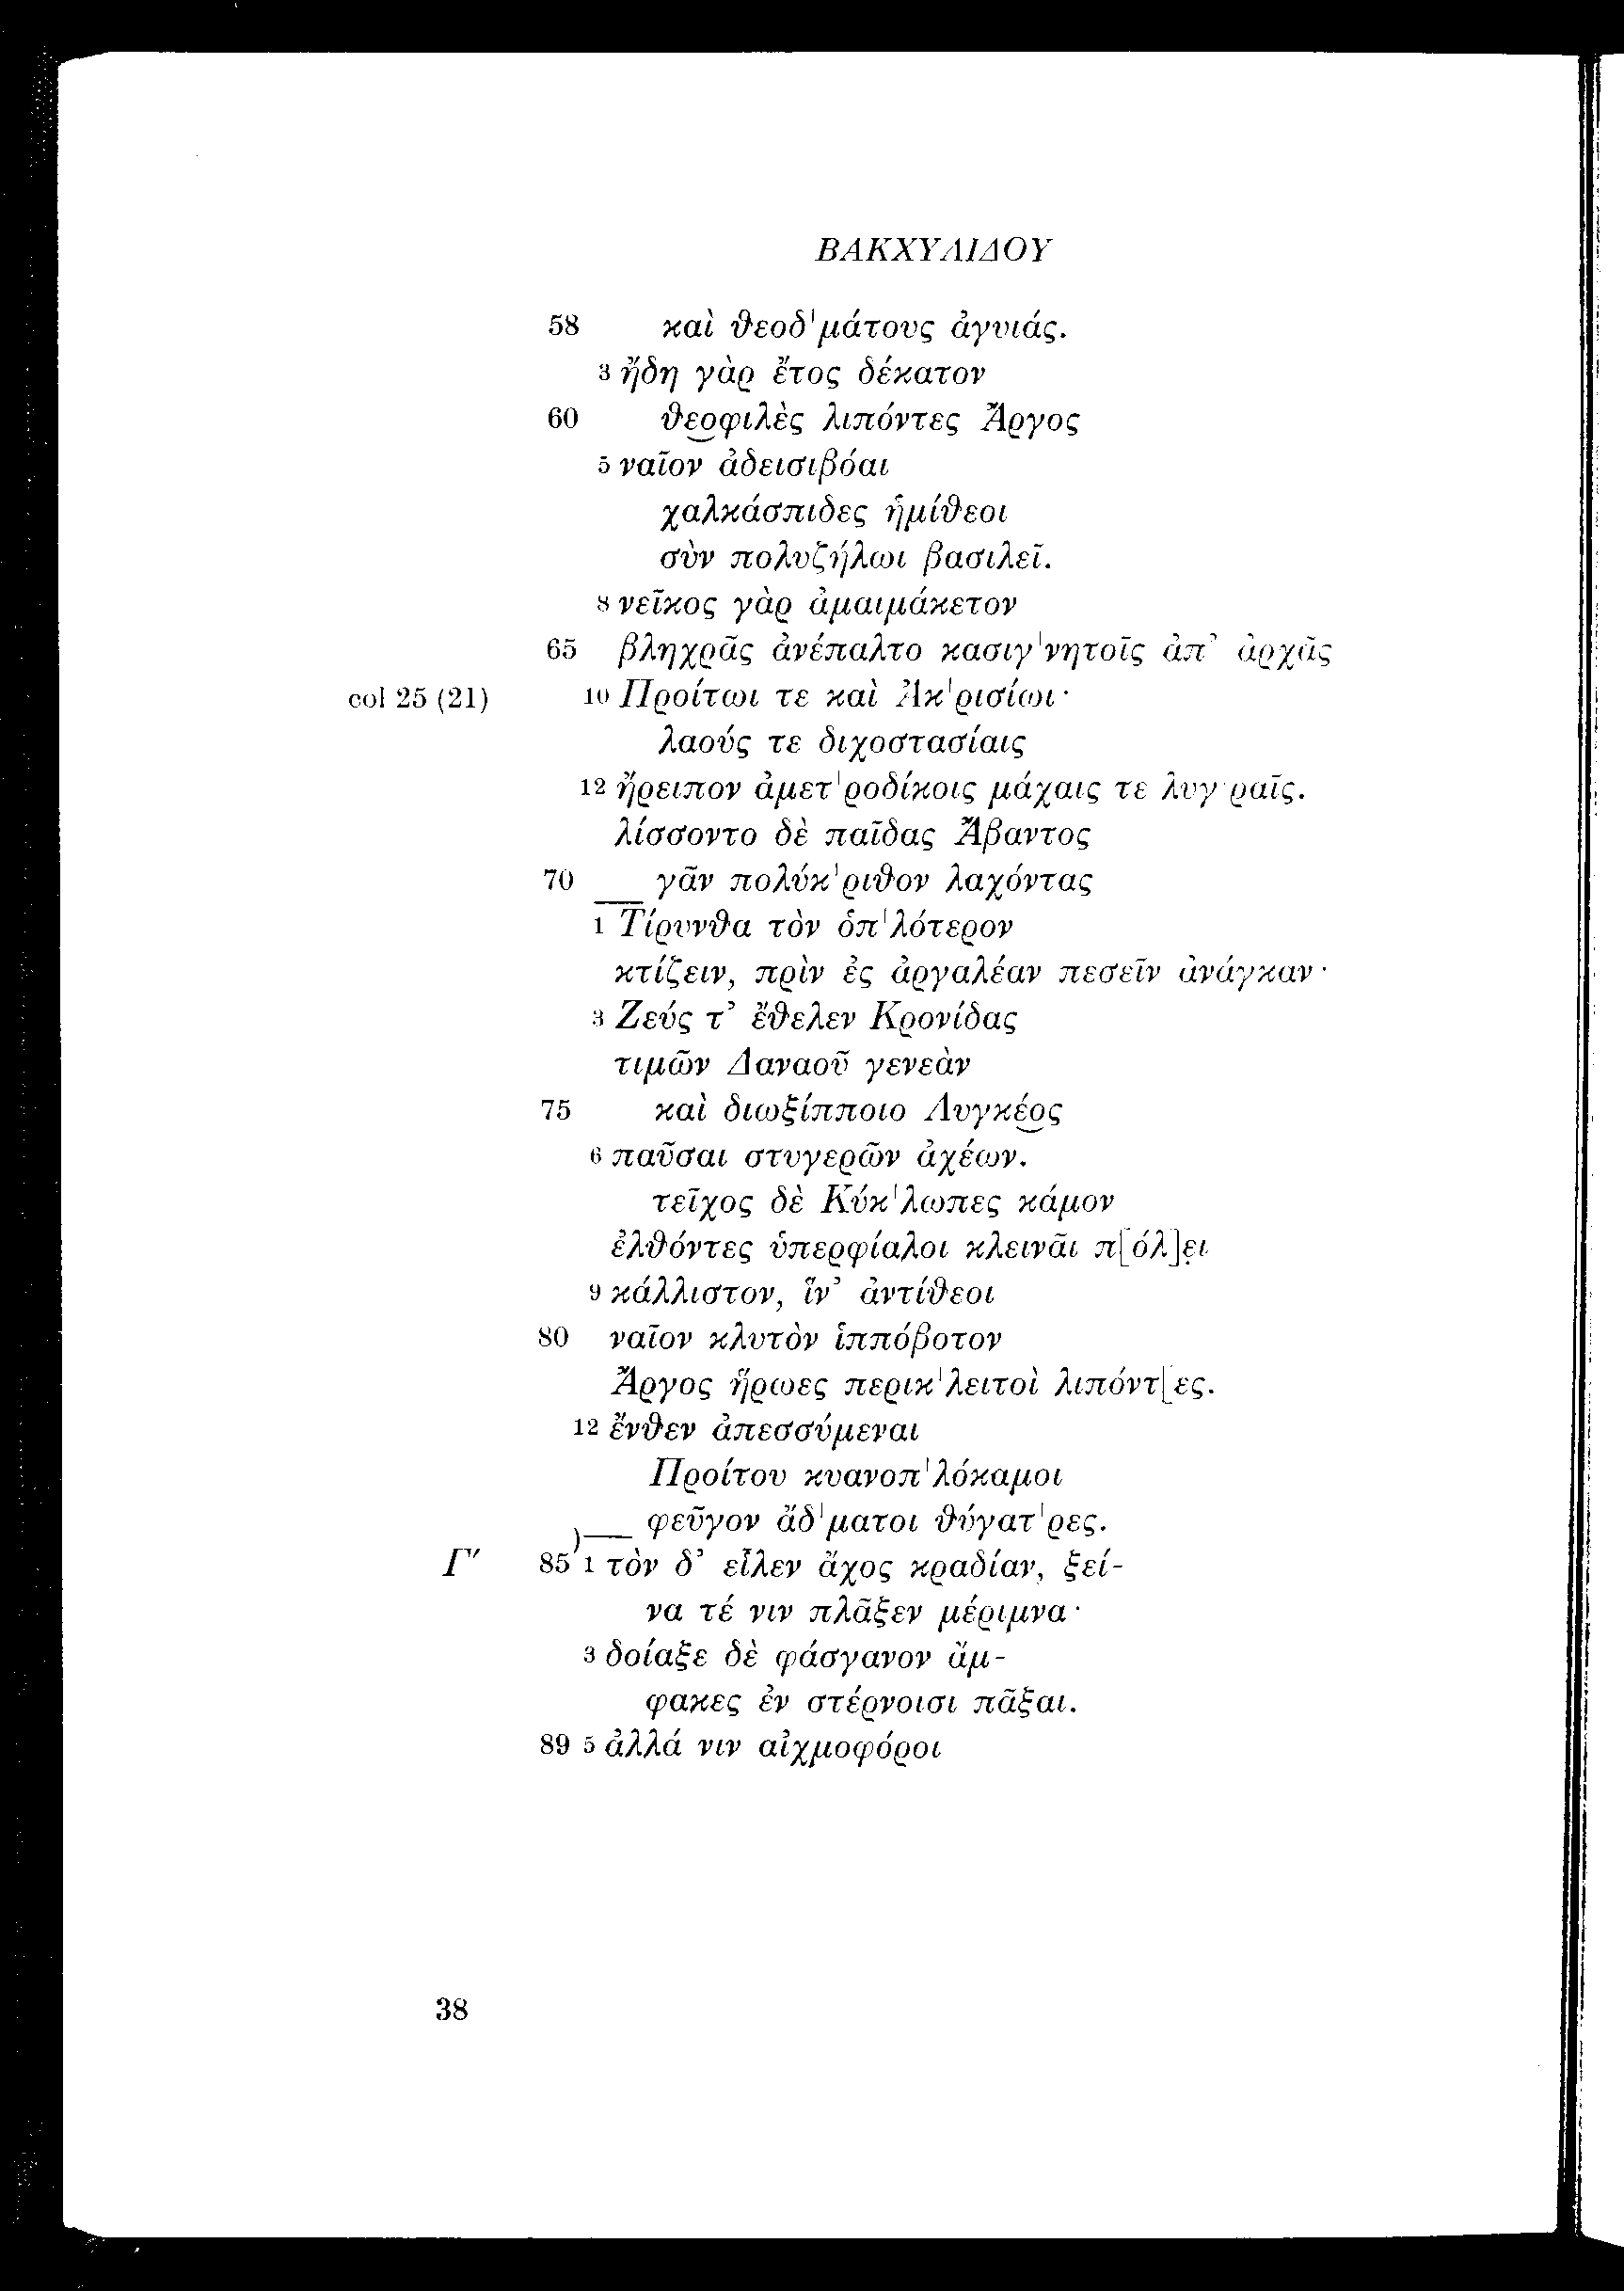 ΒΑΚΧΥΛΙΔΟΥ
58 καὶ θεοδ'μάτους ἀγυιάς.
3 ἤδη γὰρ ἔτος δέκατον
60 θεοφιλὲς λιπόντες Ἄργος
5 ναῖον ἀδεισιβόαι
χαλκάσπιδες ἡμίθεοι
σὺν πολυζήλωι βασιλεῖ.
8 νεῖκος γὰρ ἀμαιμάκετον
65 βληχρᾶς ἀνέπαλτο κασιγ'νητοῖς ἀπ' ἀρχᾶς
col 25 (21) 10 Προίτωι τε καὶ Ἀκ'ρισίωι·
λαούς τε διχοστασίαις
12 ἤρειπον ἀμετ'ροδίκοις μάχαις τε λυγ'ραῖς.
λίσσοντο δὲ παῖδας Ἄβαντος
70 γᾶν πολύκ'ριθον λαχόντας
1 Τίρυνθα τὸν ὁπ'λότερον
κτίζειν, πρὶν ἐς ἀργαλέαν πεσεῖν ἀνάγκαν·
3 Ζεύς τ' ἔθελεν Κρονίδας
τιμῶν Δαναοῦ γενεὰν
75 καὶ διωξίπποιο Λυγκέος
6 παῦσαι στυγερῶν ἀχέων.
τεῖχος δὲ Κύκ'λωπες κάμον
ἐλθόντες ὑπερφίαλοι κλεινᾶι π[όλ]ει
9 κάλλιστον, ἵν' ἀντίθεοι
80 ναῖον κλυτὸν ἱππόβοτον
Ἄργος ἥρωες περικ'λειτοὶ λιπόντ[ες.
12 ἔνθεν ἀπεσσύμεναι
Προίτου κυανοπ'λόκαμοι
φεῦγον ἄδ'ματοι θύγατ'ρες.
Γ' 85 1 τὸν δ' εἷλεν ἄχος κραδίαν, ξεί-
να τέ νιν πλᾶξεν μέριμνα·
3 δοίαξε δὲ φάσγανον ἄμ-
φακες ἐν στέρνοισι πᾶξαι.
89 5 ἀλλά νιν αἰχμοφόροι
38